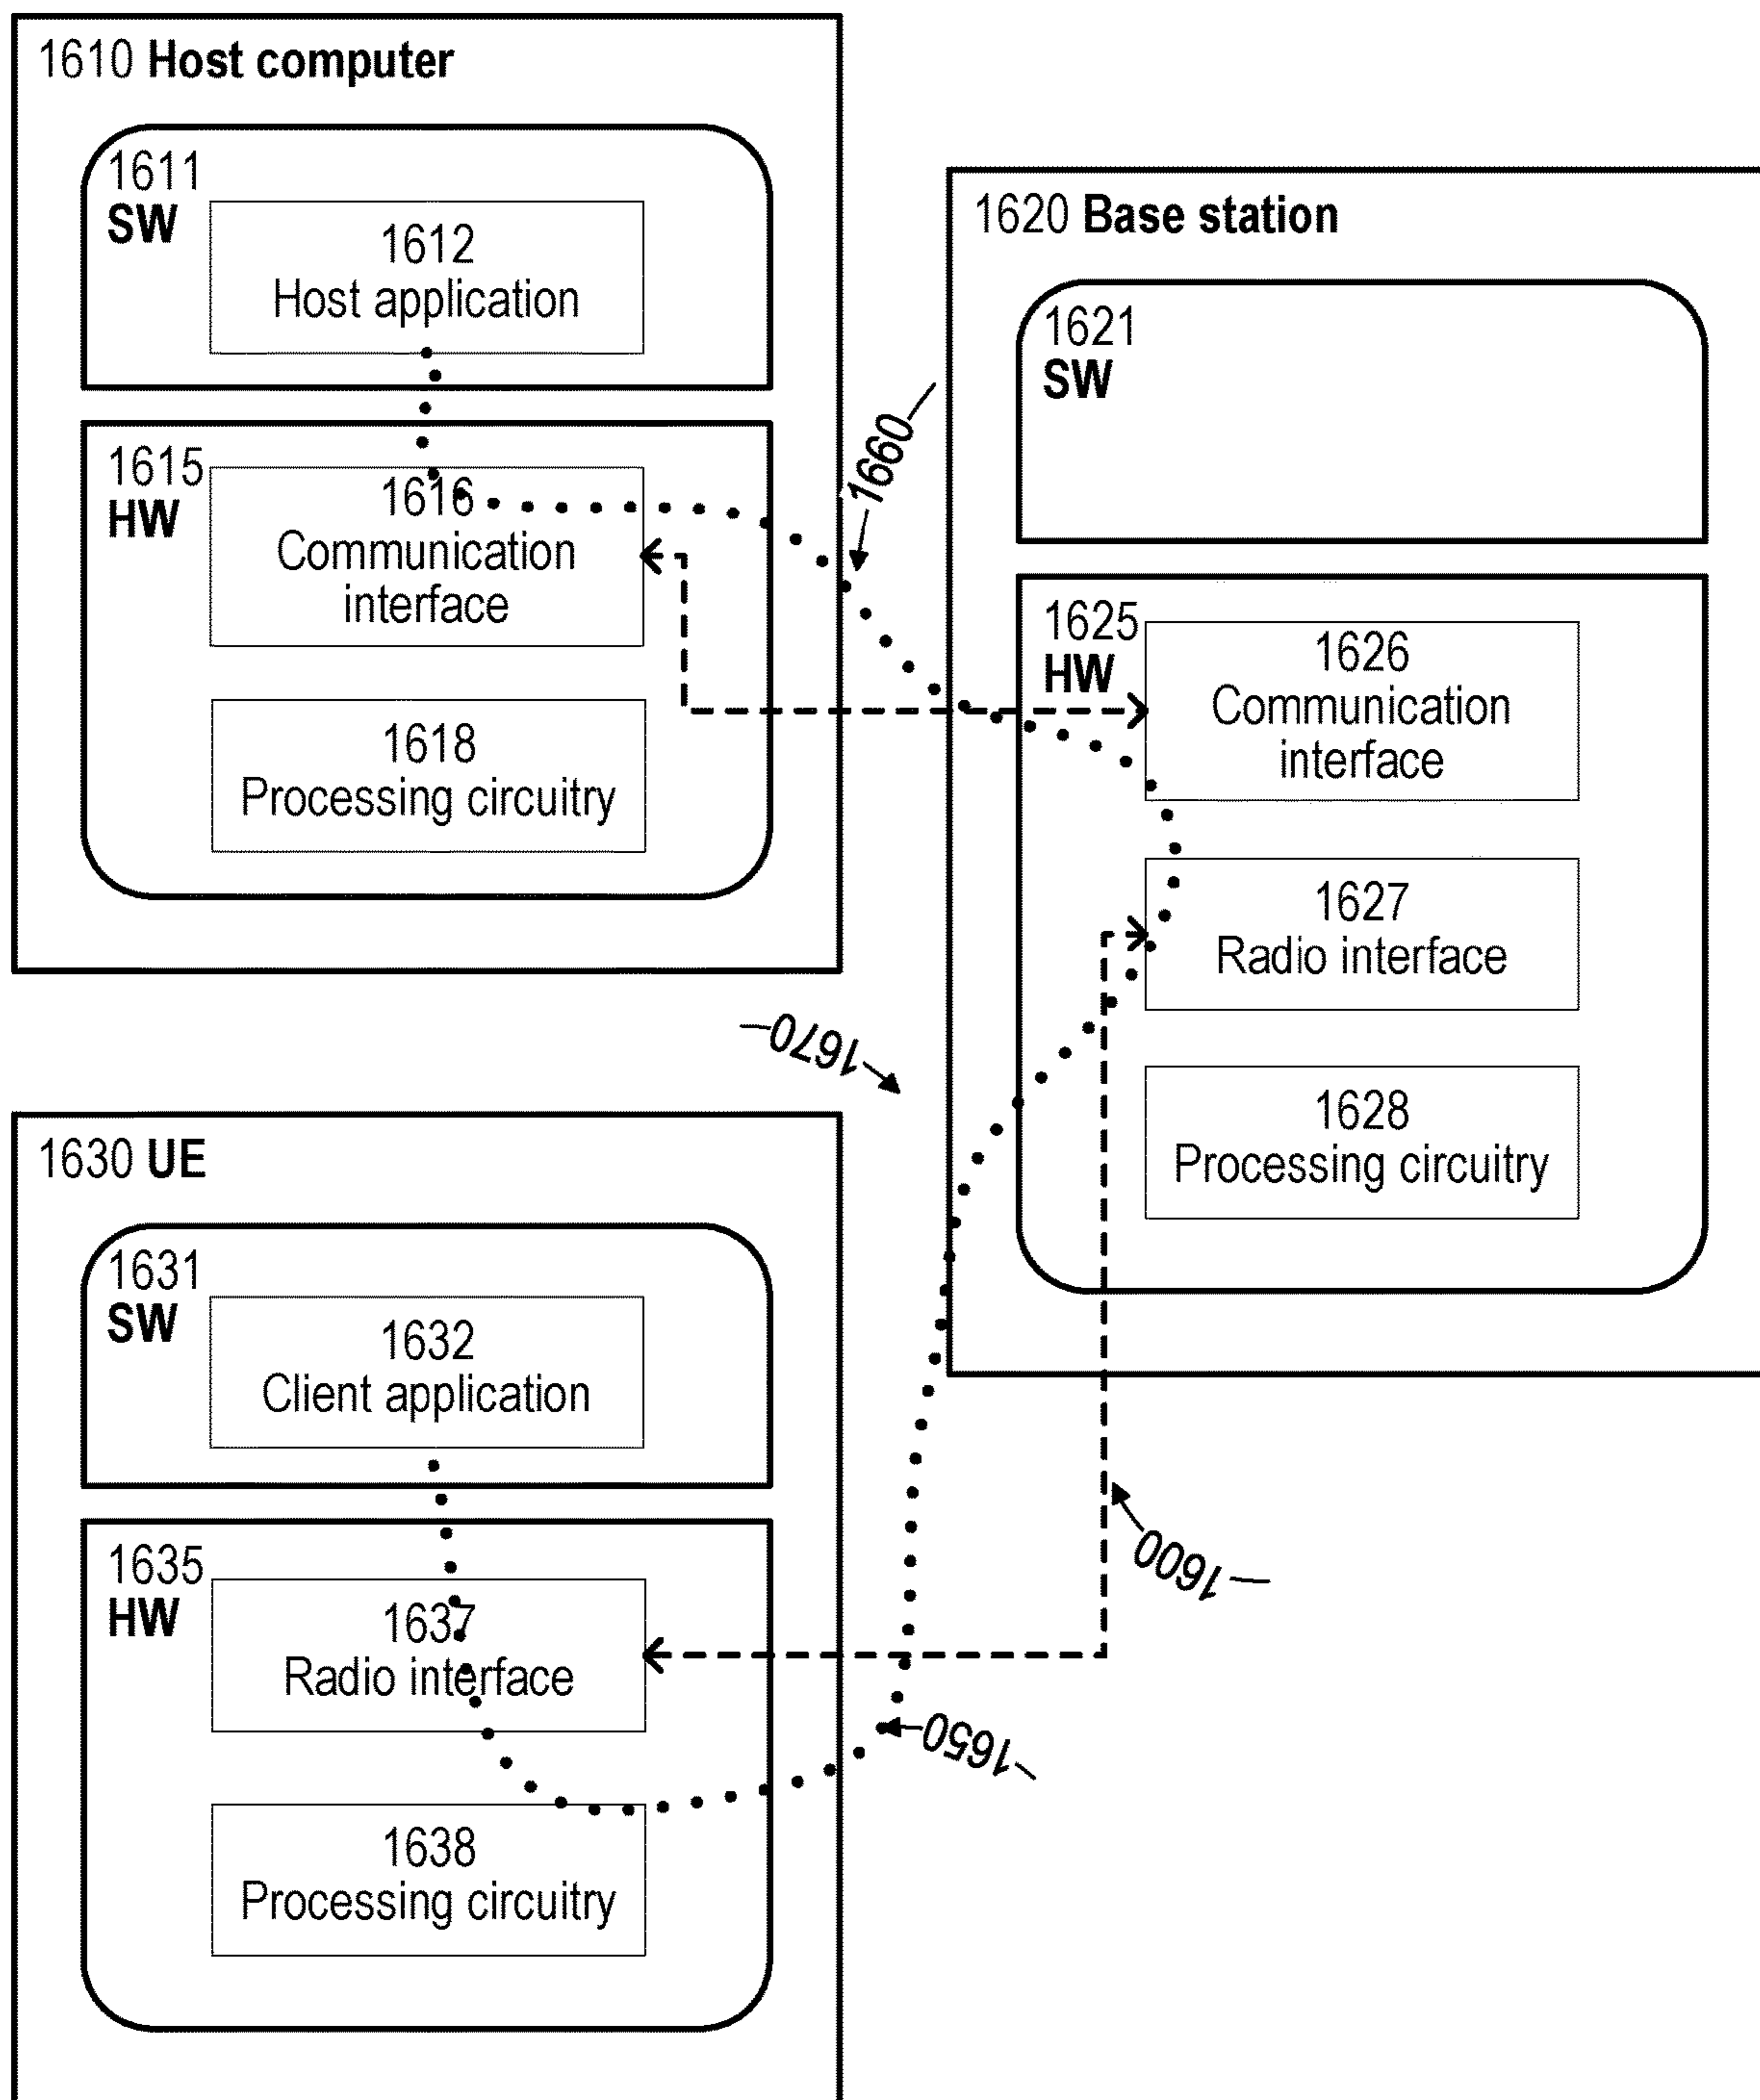 1610 Host computer
1611
SW
1612
Host application
1615
HW
1616
Communication
interface
1618
Processing circuitry
1660
1620 Base station
1621
SW
1625
HW
1626
Communication
interface
1627
Radio interface
1628
Processing circuitry
1670
1630 UE
1631
SW
1632
Client application
1635
HW
1637
Radio interface
1638
Processing circuitry
1600
1650